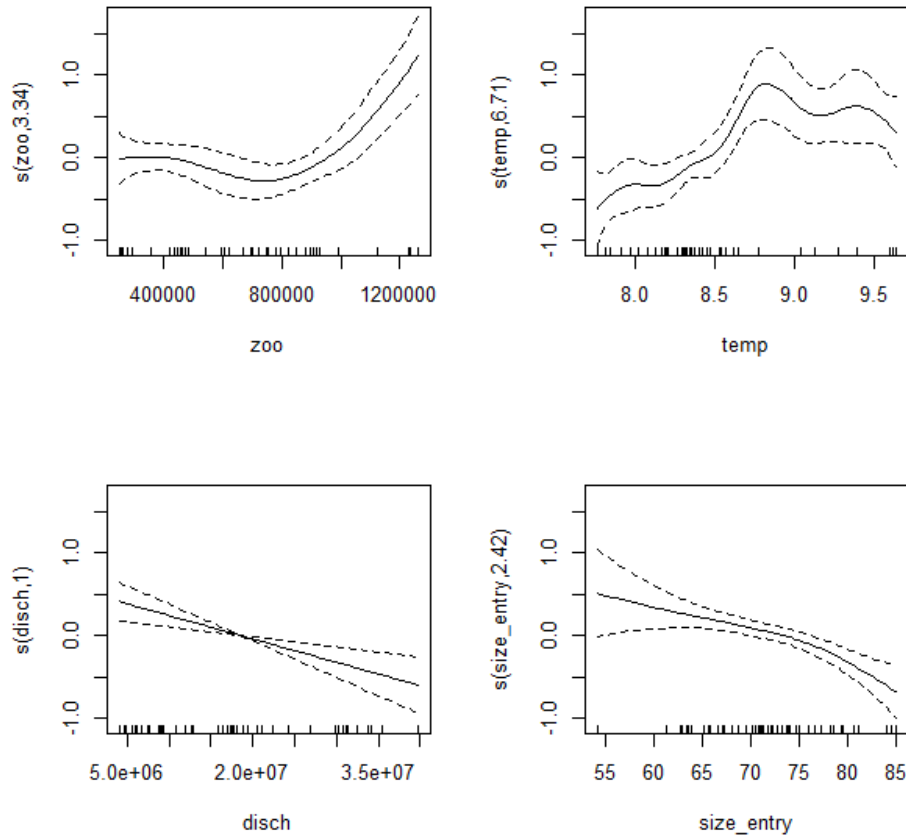 s(zoo,3.34)
-1.0 0.0 1.0
400000 800000 1200000
zoo
s(temp,6.71)
-1.0 0.0 1.0
8.0 8.5 9.0 9.5
temp
s(disch,1)
-1.0 0.0 1.0
5.0e+06 2.0e+07 3.5e+07
disch
s(size_entry,2.42)
-1.0 0.0 1.0
55 60 65 70 75 80 85
size_entry